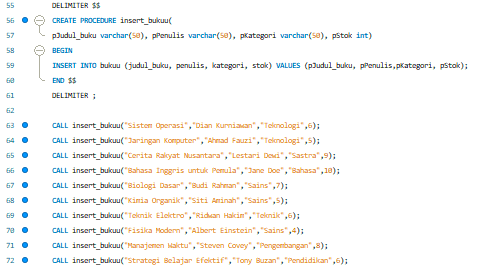 55 DELIMITER $$
56 CREATE PROCEDURE insert_bukuu(
57 pJudul_buku varchar(50), pPenulis varchar(50), pKategori varchar(50), pStok int)
58 BEGIN
59 INSERT INTO bukuu (judul_buku, penulis, kategori, stok) VALUES (pJudul_buku, pPenulis,pKategori, pStok);
60 END $$
61 DELIMITER ;
62
63 CALL insert_bukuu("Sistem Operasi","Dian Kurniawan","Teknologi",6);
64 CALL insert_bukuu("Jaringan Komputer","Ahmad Fauzi","Teknologi",5);
65 CALL insert_bukuu("Cerita Rakyat Nusantara","Lestari Dewi","Sastra",9);
66 CALL insert_bukuu("Bahasa Inggris untuk Pemula","Jane Doe","Bahasa",10);
67 CALL insert_bukuu("Biologi Dasar","Budi Rahman","Sains",7);
68 CALL insert_bukuu("Kimia Organik","Siti Aminah","Sains",5);
69 CALL insert_bukuu("Teknik Elektro","Ridwan Hakim","Teknik",6);
70 CALL insert_bukuu("Fisika Modern","Albert Einstein","Sains",4);
71 CALL insert_bukuu("Manajemen Waktu","Steven Covey","Pengembangan",8);
72 CALL insert_bukuu("Strategi Belajar Efektif","Tony Buzan","Pendidikan",6);